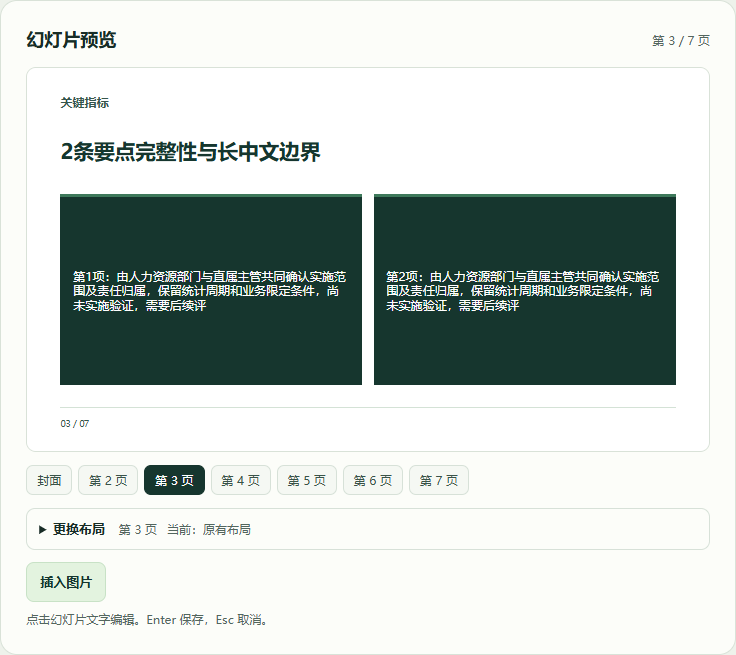 幻灯片预览
第 3 / 7 页
关键指标
2条要点完整性与长中文边界
第1项：由人力资源部门与直属主管共同确认实施范
围及责任归属，保留统计周期和业务限定条件，尚
未实施验证，需要后续评
第2项：由人力资源部门与直属主管共同确认实施范
围及责任归属，保留统计周期和业务限定条件，尚
未实施验证，需要后续评
03 / 07
封面
第 2 页
第 3 页
第 4 页
第 5 页
第 6 页
第 7 页
更换布局 第 3 页 当前：原有布局
插入图片
点击幻灯片文字编辑。Enter 保存，Esc 取消。